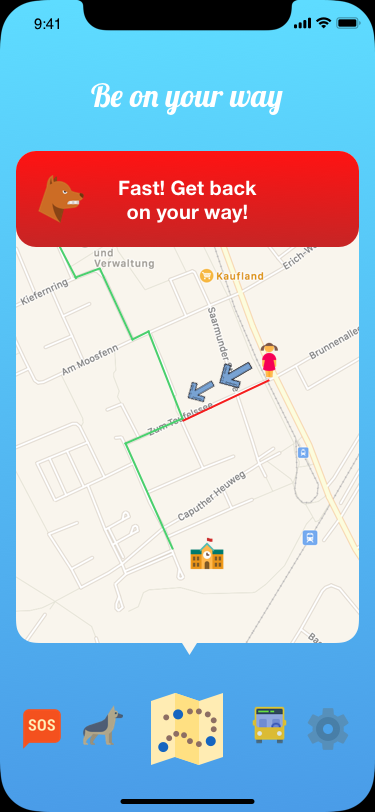 9:41
Be on your way
Fast! Get back
on your way!
und
Verwaltung
Kaufland
Erich-W
Kiefernring
Saarmunder
Am Moosfenn
Brunnenalle
Zum Teufelssee
Caputher Heuweg
Ba
SOS